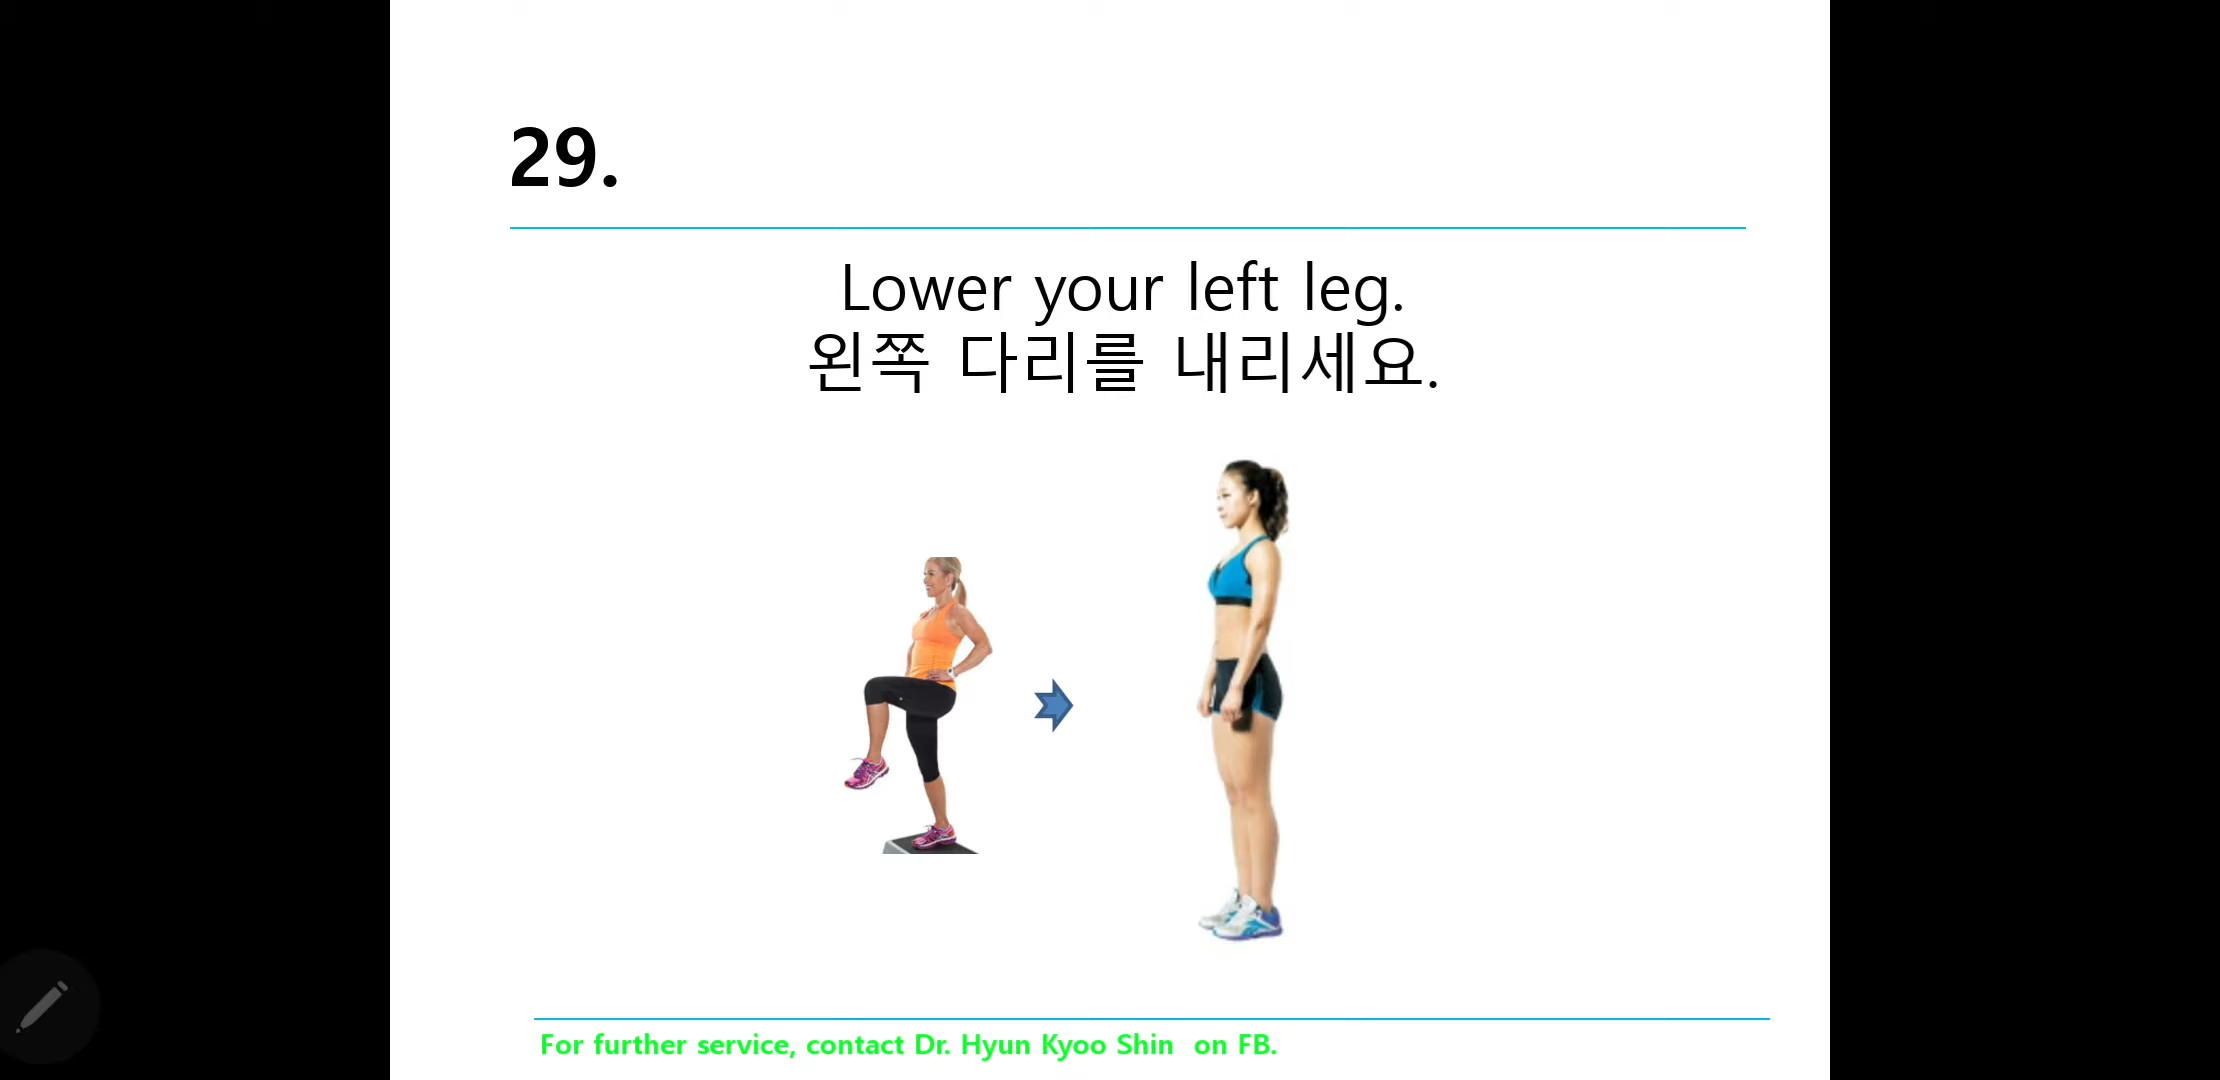 29.
Lower your left leg.
왼쪽 다리를 내리세요.
For further service, contact Dr. Hyun Kyoo Shin on FB.